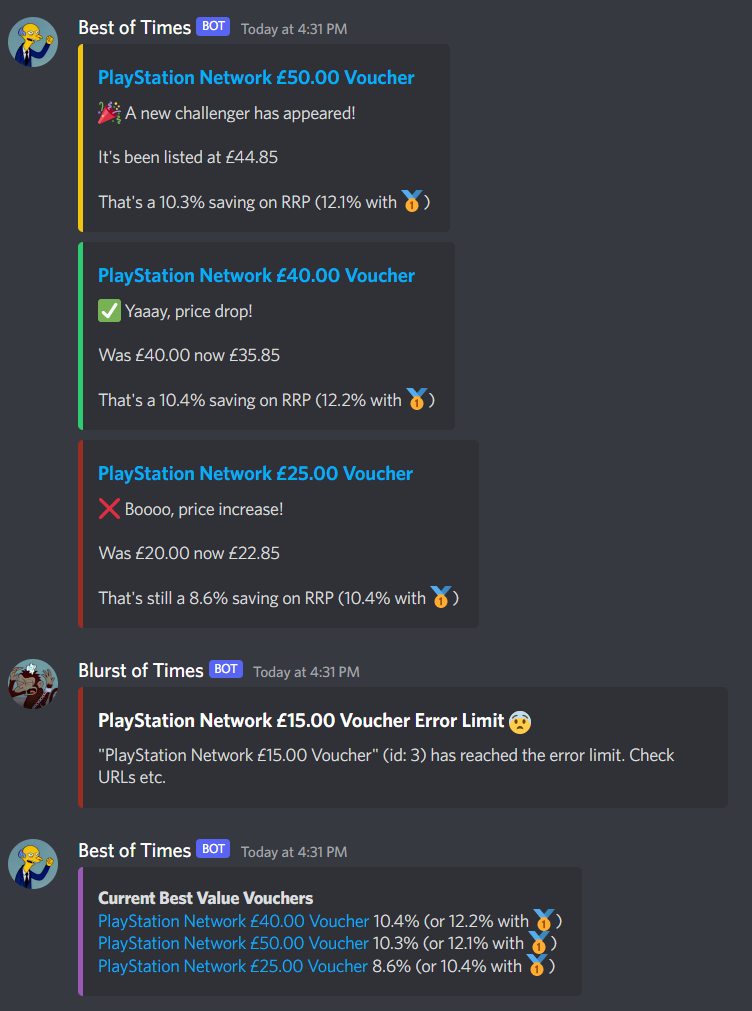 Best of Times BOT Today at 4:31 PM
PlayStation Network £50.00 Voucher
🎉 A new challenger has appeared!
It's been listed at £44.85
That's a 10.3% saving on RRP (12.1% with 🥇)
PlayStation Network £40.00 Voucher
✅ Yaaay, price drop!
Was £40.00 now £35.85
That's a 10.4% saving on RRP (12.2% with 🥇)
PlayStation Network £25.00 Voucher
❌ Boooo, price increase!
Was £20.00 now £22.85
That's still a 8.6% saving on RRP (10.4% with 🥇)
Blurst of Times BOT Today at 4:31 PM
PlayStation Network £15.00 Voucher Error Limit 😨
"PlayStation Network £15.00 Voucher" (id: 3) has reached the error limit. Check
URLs etc.
Best of Times BOT Today at 4:31 PM
Current Best Value Vouchers
PlayStation Network £40.00 Voucher 10.4% (or 12.2% with 🥇)
PlayStation Network £50.00 Voucher 10.3% (or 12.1% with 🥇)
PlayStation Network £25.00 Voucher 8.6% (or 10.4% with 🥇)